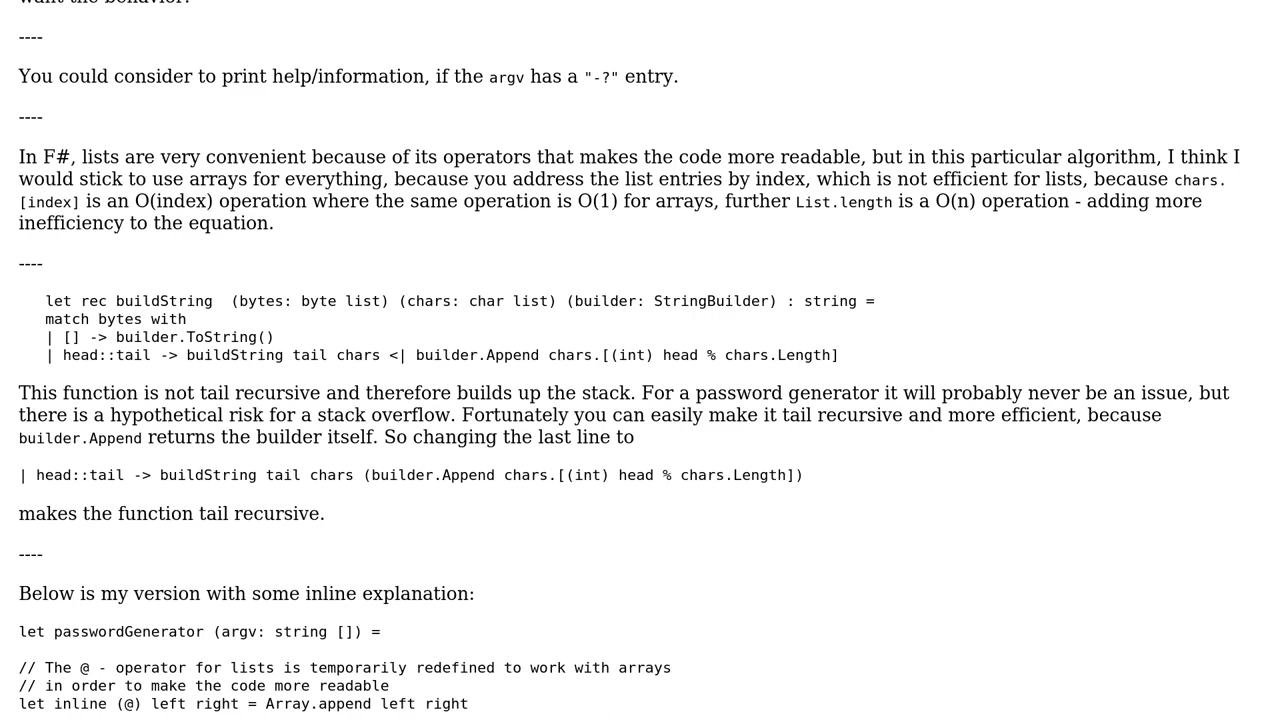 want the behavior.
----
You could consider to print help/information, if the argv has a "-?" entry.
----
In F#, lists are very convenient because of its operators that makes the code more readable, but in this particular algorithm, I think I
would stick to use arrays for everything, because you address the list entries by index, which is not efficient for lists, because chars.
[index] is an O(index) operation where the same operation is O(1) for arrays, further List.length is a O(n) operation - adding more
inefficiency to the equation.
----
let rec buildString  (bytes: byte list) (chars: char list) (builder: StringBuilder) : string =
match bytes with
| [] -> builder.ToString()
| head::tail -> buildString tail chars <| builder.Append chars.[(int) head % chars.Length]
This function is not tail recursive and therefore builds up the stack. For a password generator it will probably never be an issue, but
there is a hypothetical risk for a stack overflow. Fortunately you can easily make it tail recursive and more efficient, because
builder.Append returns the builder itself. So changing the last line to
| head::tail -> buildString tail chars (builder.Append chars.[(int) head % chars.Length])
makes the function tail recursive.
----
Below is my version with some inline explanation:
let passwordGenerator (argv: string []) =
// The @ - operator for lists is temporarily redefined to work with arrays
// in order to make the code more readable
let inline (@) left right = Array.append left right